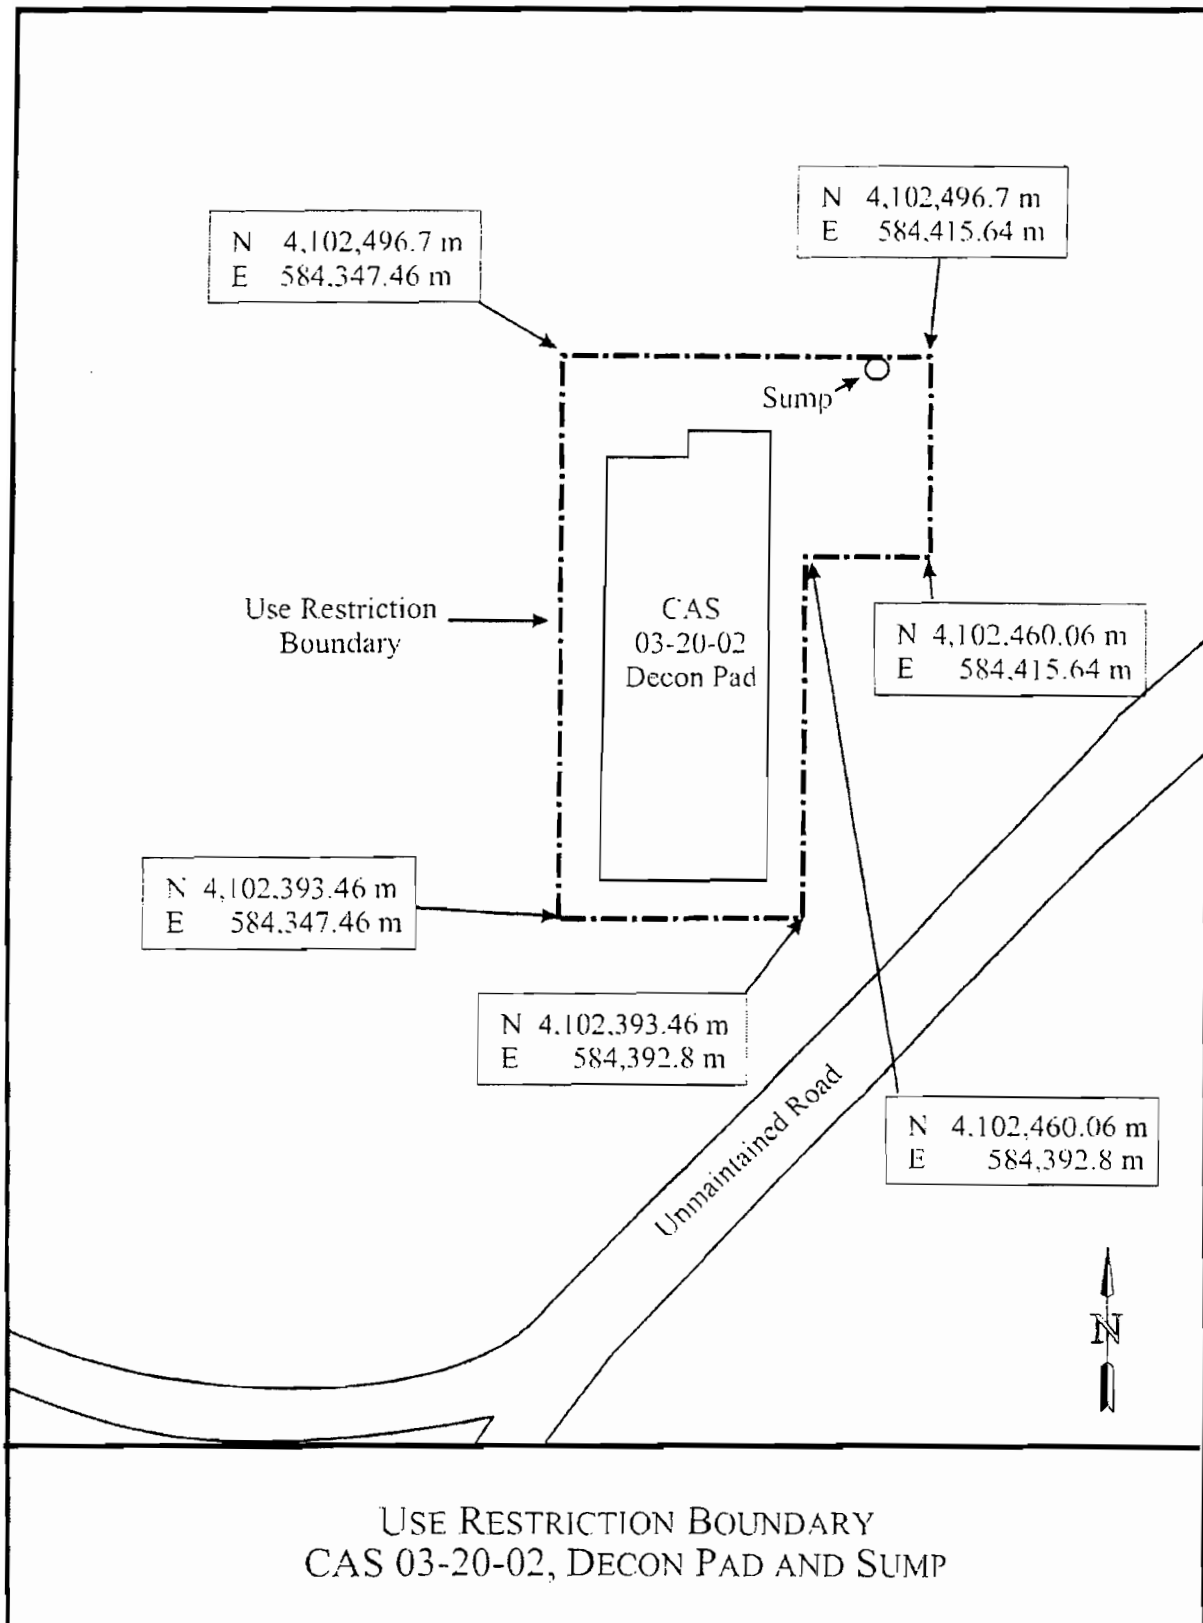 N 4,102,496.7 m
E 584,415.64 m
N 4,102,496.7 m
E 584,347.46 m
Sump
Use Restriction
Boundary
CAS
03-20-02
Decon Pad
N 4,102,460.06 m
E 584,415.64 m
N 4,102,393.46 m
E 584,347.46 m
N 4,102,393.46 m
E 584,392.8 m
Unmaintained Road
N 4,102,460.06 m
E 584,392.8 m
N
USE RESTRICTION BOUNDARY
CAS 03-20-02, DECON PAD AND SUMP